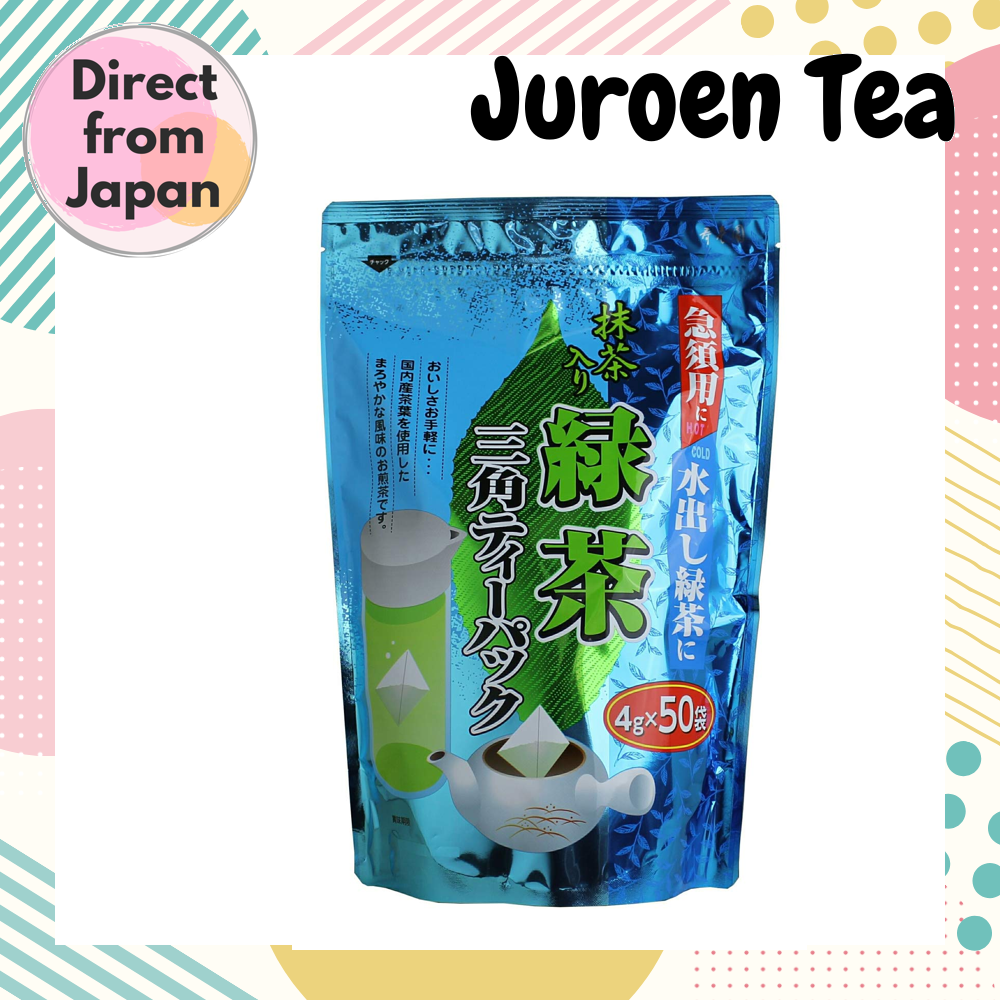 Direct
from
Japan
Juroen Tea
チャック
急須用に
HOT
COLD
水出し緑茶に
抹茶
入り
緑茶
三角ティーパック
おいしさお手軽に・・・
国内産茶葉を使用した
まろやかな風味のお煎茶です。
4g×50袋